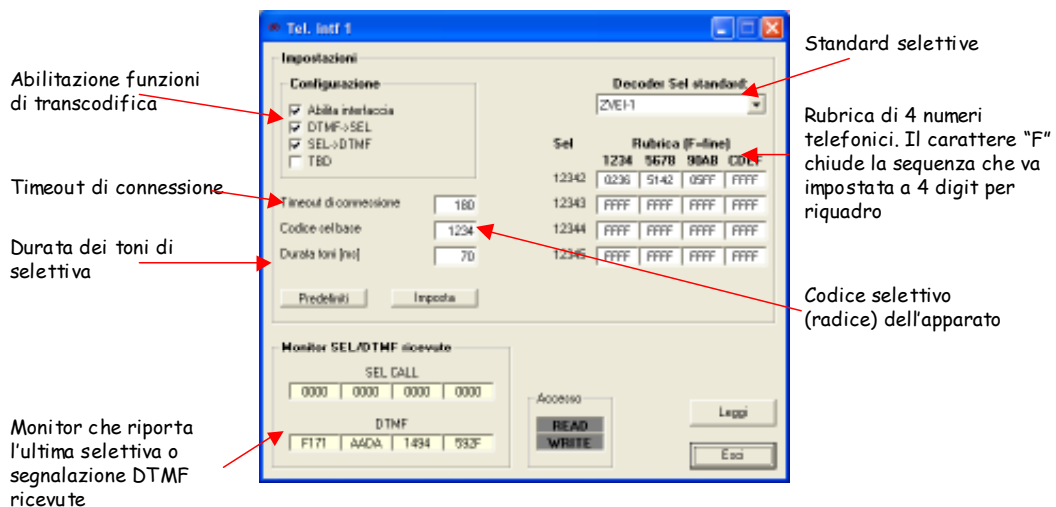 Tel. Intf 1
Standard selettive
Impostazioni
Abilitazione funzioni
di transcodifica
Configurazione
Abilita interfaccia
DTMF->SEL
SEL->DTMF
TBD
Decoder Sel standard:
ZVEI-1
Rubrica di 4 numeri
telefonici. Il carattere “F”
chiude la sequenza che va
impostata a 4 digit per
riquadro
Sel Rubrica (F=fine)
1234 5678 90AB CDEF
12342 0236 5142 05FF FFFF
12343 FFFF FFFF FFFF FFFF
12344 FFFF FFFF FFFF FFFF
12345 FFFF FFFF FFFF FFFF
Timeout di connessione
Timeout di connessione 180
Codice sel base 1234
Durata toni [ms] 70
Durata dei toni di
selettiva
Predefiniti Imposta
Codice selettivo
(radice) dell’apparato
Monitor SEL/DTMF ricevute
SEL CALL
0000 0000 0000 0000
DTMF
F171 AADA 1494 592F
Accesso
READ
WRITE
Leggi
Esci
Monitor che riporta
l’ultima selettiva o
segnalazione DTMF
ricevute